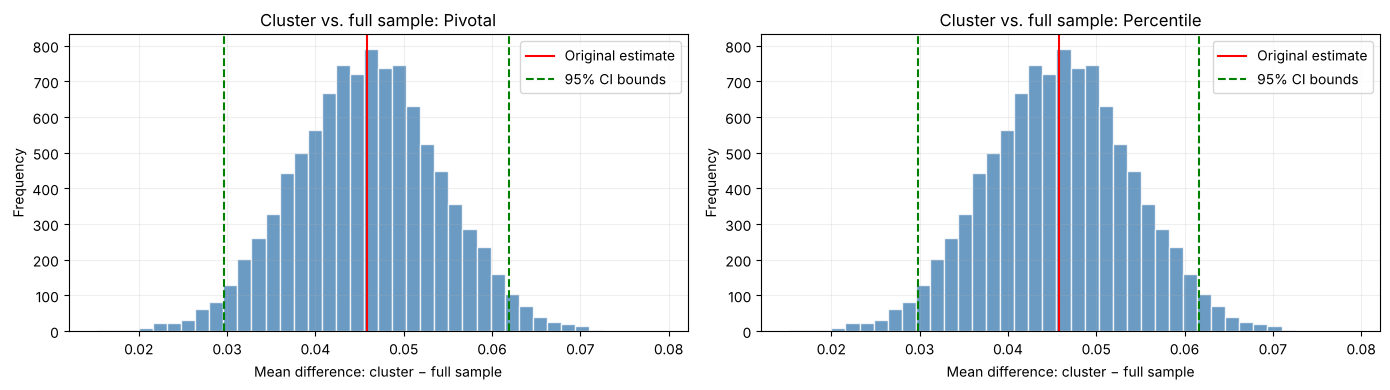 Cluster vs. full sample: Pivotal
Original estimate
95% CI bounds
Frequency
800
700
600
500
400
300
200
100
0
0.02 0.03 0.04 0.05 0.06 0.07 0.08
Mean difference: cluster − full sample
Cluster vs. full sample: Percentile
Original estimate
95% CI bounds
Frequency
800
700
600
500
400
300
200
100
0
0.02 0.03 0.04 0.05 0.06 0.07 0.08
Mean difference: cluster − full sample